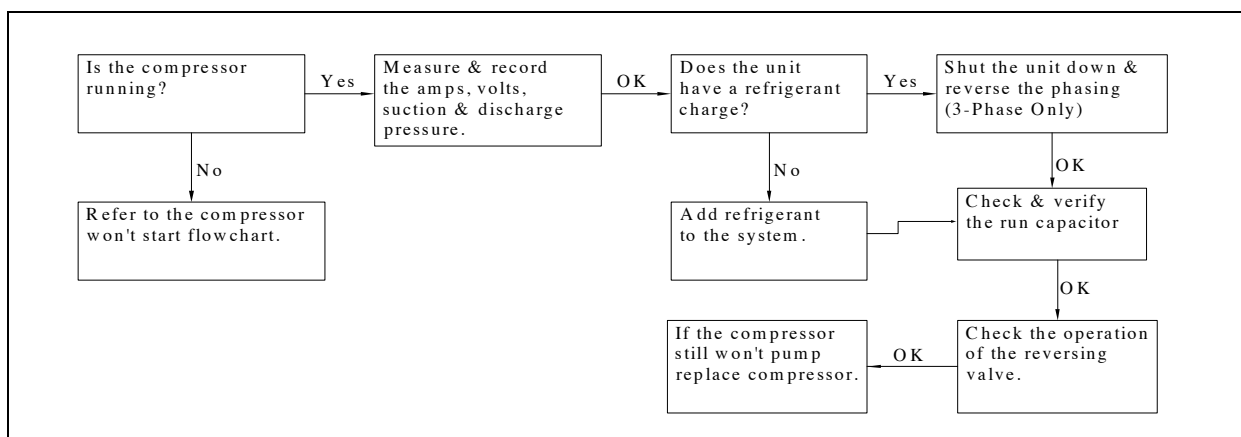 Is the compressor
running?
Yes
Measure & record
the amps, volts,
suction & discharge
pressure.
OK
Does the unit
have a refrigerant
charge?
Yes
Shut the unit down &
reverse the phasing
(3-Phase Only)
No
No
OK
Refer to the compressor
won't start flowchart.
Add refrigerant
to the system.
Check & verify
the run capacitor
OK
If the compressor
still won't pump
replace compressor.
OK
Check the operation
of the reversing
valve.